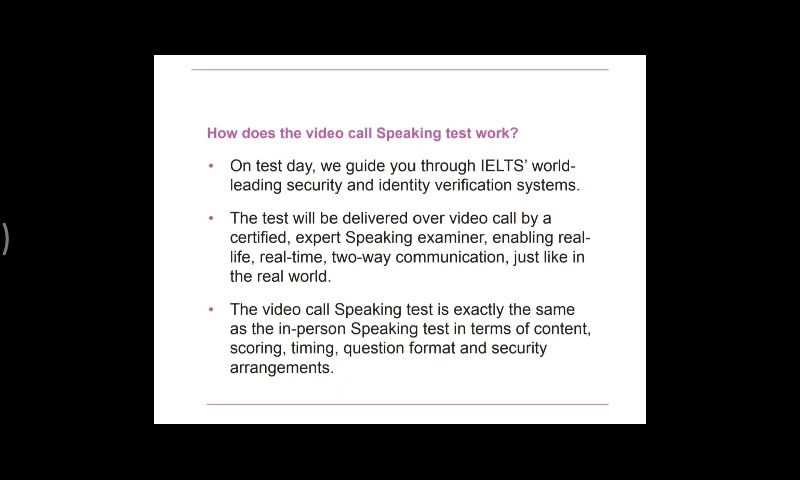 How does the video call Speaking test work?
• On test day, we guide you through IELTS’ world-
leading security and identity verification systems.
• The test will be delivered over video call by a
certified, expert Speaking examiner, enabling real-
life, real-time, two-way communication, just like in
the real world.
• The video call Speaking test is exactly the same
as the in-person Speaking test in terms of content,
scoring, timing, question format and security
arrangements.